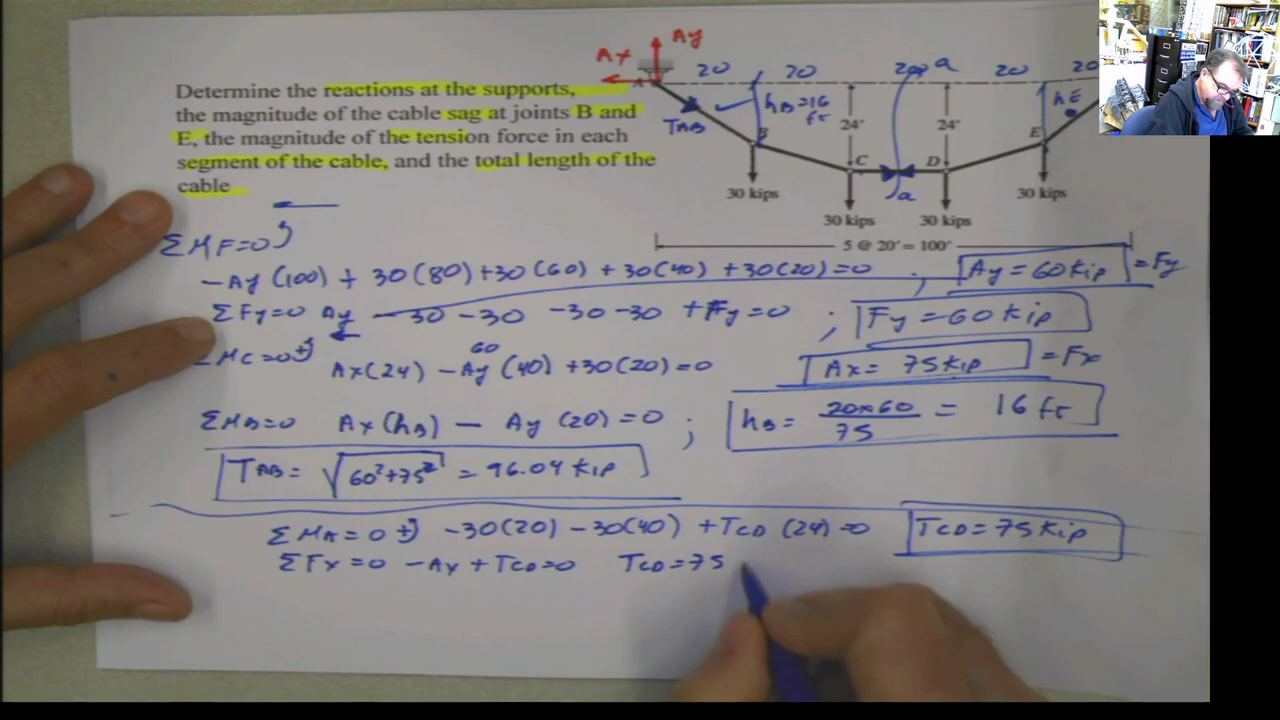 Ax Ay
20 20 20 a 20 20
Determine the reactions at the supports,
the magnitude of the cable sag at joints B and
E, the magnitude of the tension force in each
segment of the cable, and the total length of the
cable
A TAB hB=16 ft 24' 24' hE
B C D E
a
30 kips 30 kips
30 kips 30 kips
5 @ 20' = 100'
ΣMF=0
-Ay (100) + 30(80) +30(60) + 30(40) +30(20)=0 ; Ay = 60kip = Fy
ΣFy=0 Ay -30 -30 -30 -30 +Fy=0 ; Fy = 60 kip
ΣMC=0+ Ax(24) -Ay (40) +30(20)=0 Ax = 75kip = Fx
60
ΣMB=0 Ax(hB) - Ay (20)=0 ; hB = 20x60/75 = 16 ft
TAB = √60²+75² = 96.04 kip
ΣMA=0+ -30(20) -30(40) +TCD (24)=0 TCD=75 kip
ΣFx=0 -Ax+TCD=0 TCD=75